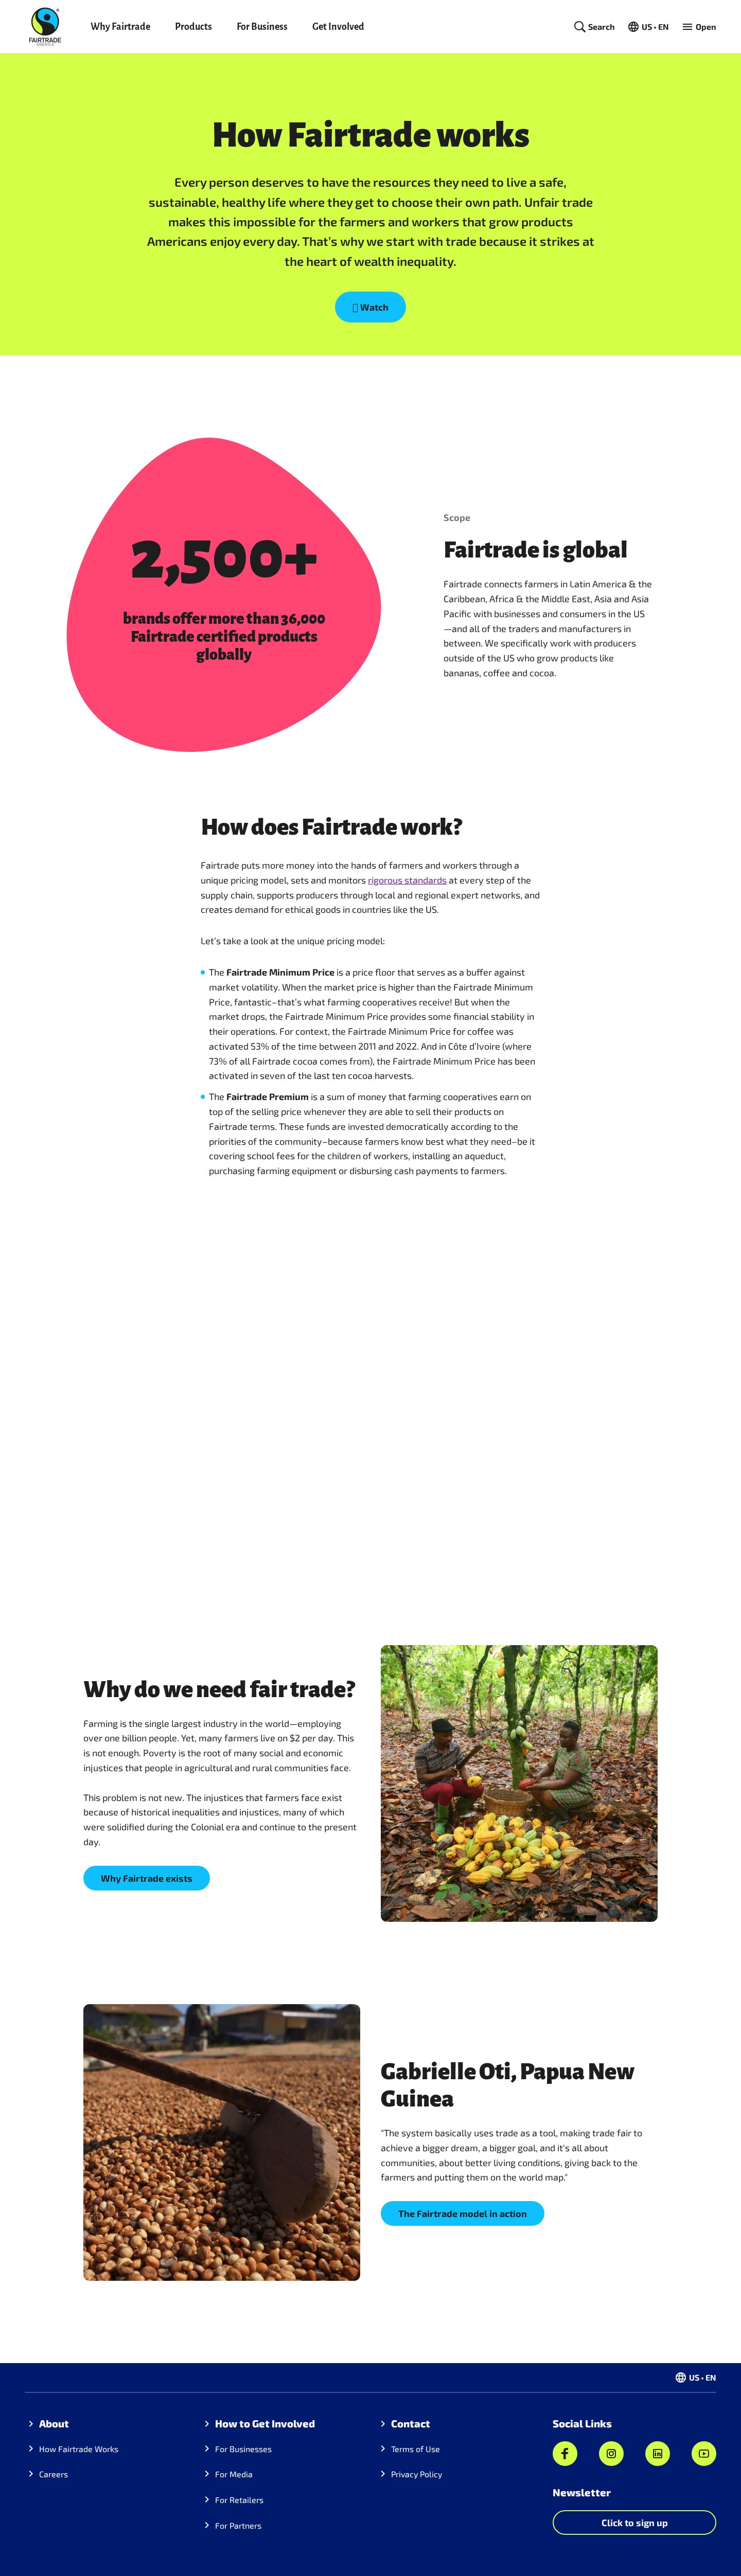 FAIRTRADE
AMERICA
Why Fairtrade
Products
For Business
Get Involved
Search
US • EN
Open
How Fairtrade works
Every person deserves to have the resources they need to live a safe,
sustainable, healthy life where they get to choose their own path. Unfair trade
makes this impossible for the farmers and workers that grow products
Americans enjoy every day. That’s why we start with trade because it strikes at
the heart of wealth inequality.
Watch
2,500+
brands offer more than 36,000
Fairtrade certified products
globally
Scope
Fairtrade is global
Fairtrade connects farmers in Latin America & the
Caribbean, Africa & the Middle East, Asia and Asia
Pacific with businesses and consumers in the US
—and all of the traders and manufacturers in
between. We specifically work with producers
outside of the US who grow products like
bananas, coffee and cocoa.
How does Fairtrade work?
Fairtrade puts more money into the hands of farmers and workers through a
unique pricing model, sets and monitors rigorous standards at every step of the
supply chain, supports producers through local and regional expert networks, and
creates demand for ethical goods in countries like the US.
Let’s take a look at the unique pricing model:
The Fairtrade Minimum Price is a price floor that serves as a buffer against
market volatility. When the market price is higher than the Fairtrade Minimum
Price, fantastic–that’s what farming cooperatives receive! But when the
market drops, the Fairtrade Minimum Price provides some financial stability in
their operations. For context, the Fairtrade Minimum Price for coffee was
activated 53% of the time between 2011 and 2022. And in Côte d’Ivoire (where
73% of all Fairtrade cocoa comes from), the Fairtrade Minimum Price has been
activated in seven of the last ten cocoa harvests.
The Fairtrade Premium is a sum of money that farming cooperatives earn on
top of the selling price whenever they are able to sell their products on
Fairtrade terms. These funds are invested democratically according to the
priorities of the community–because farmers know best what they need–be it
covering school fees for the children of workers, installing an aqueduct,
purchasing farming equipment or disbursing cash payments to farmers.
Why do we need fair trade?
Farming is the single largest industry in the world—employing
over one billion people. Yet, many farmers live on $2 per day. This
is not enough. Poverty is the root of many social and economic
injustices that people in agricultural and rural communities face.
This problem is not new. The injustices that farmers face exist
because of historical inequalities and injustices, many of which
were solidified during the Colonial era and continue to the present
day.
Why Fairtrade exists
Gabrielle Oti, Papua New
Guinea
"The system basically uses trade as a tool, making trade fair to
achieve a bigger dream, a bigger goal, and it's all about
communities, about better living conditions, giving back to the
farmers and putting them on the world map."
The Fairtrade model in action
US • EN
About
How Fairtrade Works
Careers
How to Get Involved
For Businesses
For Media
For Retailers
For Partners
Contact
Terms of Use
Privacy Policy
Social Links
Newsletter
Click to sign up